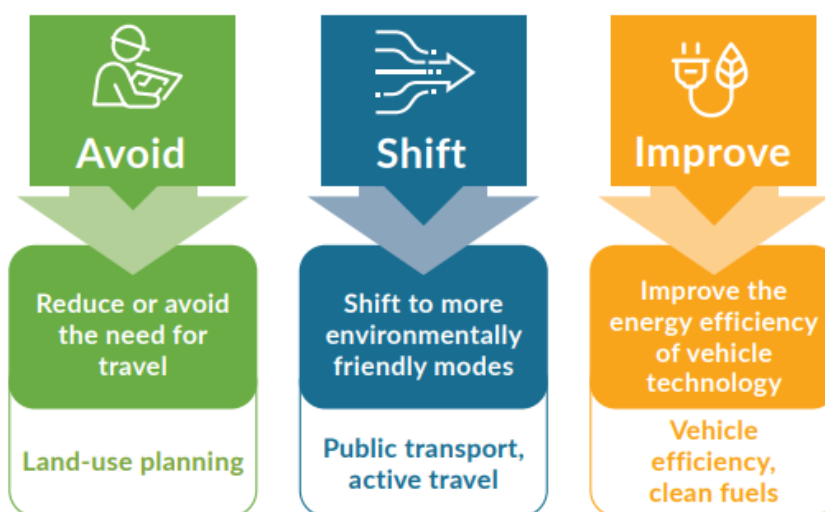 Avoid
Reduce or avoid
the need for
travel
Land-use planning
Shift
Shift to more
environmentally
friendly modes
Public transport,
active travel
Improve
Improve the
energy efficiency
of vehicle
technology
Vehicle
efficiency,
clean fuels